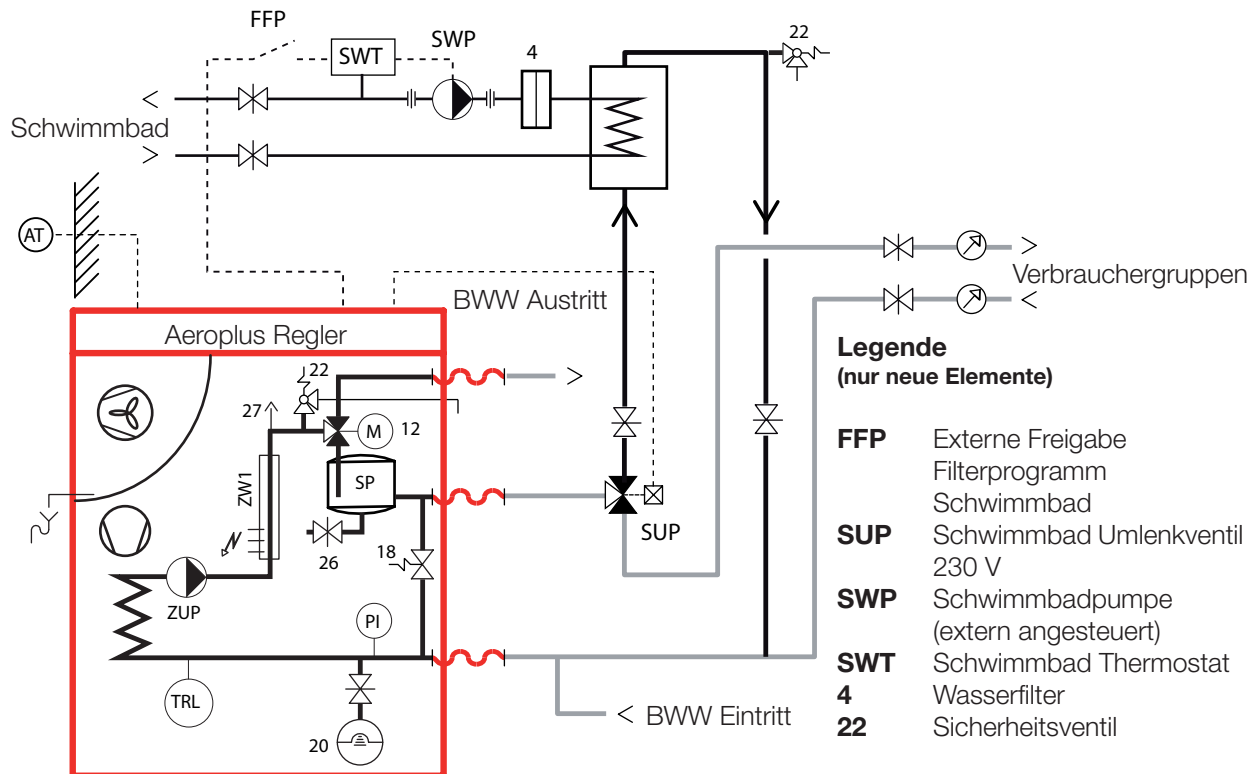 FFP
SWT
SWP
4
22
Schwimmbad
AT
Verbrauchergruppen
BWW Austritt
Aeroplus Regler
22
27
M
12
ZW1
SP
SUP
26
18
ZUP
PI
TRL
20
< BWW Eintritt
Legende
(nur neue Elemente)
FFP Externe Freigabe
Filterprogramm
Schwimmbad
SUP Schwimmbad Umlenkventil
230 V
SWP Schwimmbadpumpe
(extern angesteuert)
SWT Schwimmbad Thermostat
4 Wasserfilter
22 Sicherheitsventil